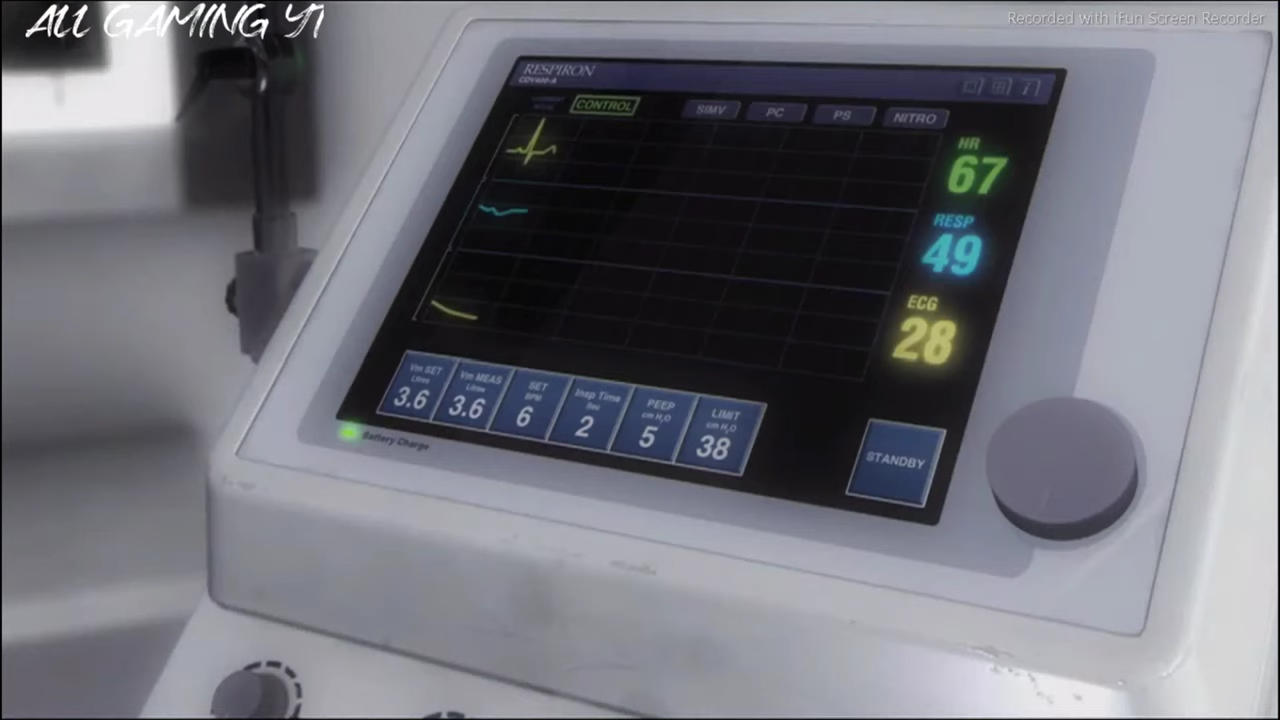 ALL GAMING YT
Recorded with iFun Screen Recorder
RESPIRON
CONTROL
SIMV
PC
PS
NITRO
HR
67
RESP
49
ECG
28
Vm SET
Litres
3.6
Vm MEAS
Litres
3.6
SET
BPM
6
Insp Time
Sec
2
PEEP
cm H₂O
5
LIMIT
cm H₂O
38
STANDBY
Battery Charge